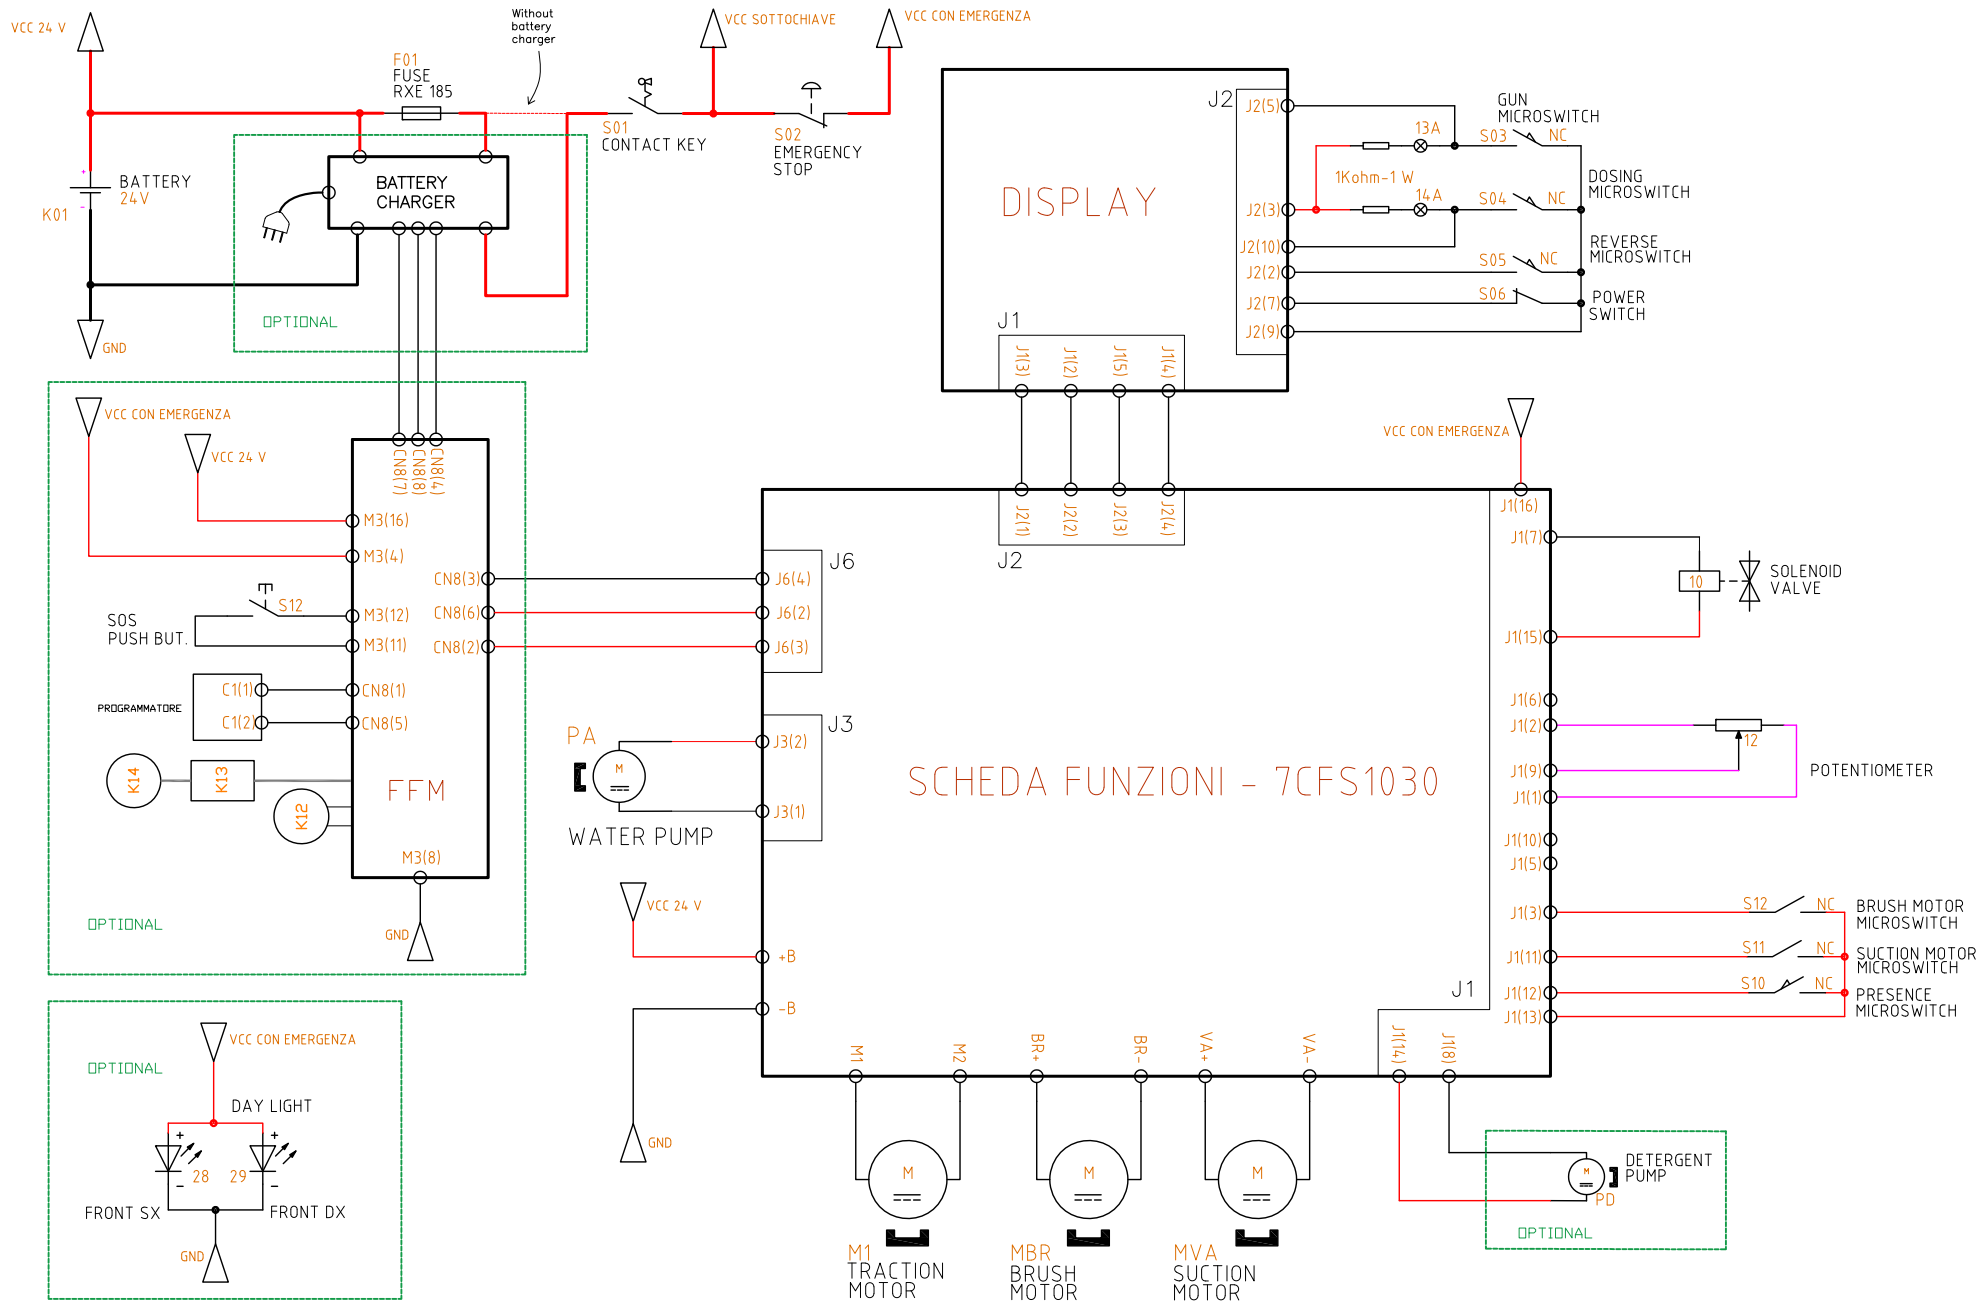 VCC 24 V
F01
FUSE
RXE 185
Without
battery
charger
VCC SOTTOCHIAVE
VCC CON EMERGENZA
S01
CONTACT KEY
S02
EMERGENCY
STOP
+
BATTERY
24V
-
K01
GND
BATTERY
CHARGER
OPTIONAL
DISPLAY
J2
J2(5)
J2(3)
J2(10)
J2(2)
J2(7)
J2(9)
13A
1Kohm-1 W
14A
GUN
MICROSWITCH
S03
NC
DOSING
MICROSWITCH
S04
NC
REVERSE
MICROSWITCH
S05
NC
S06
POWER
SWITCH
J1
J1(3)
J1(2)
J1(5)
J1(4)
VCC CON EMERGENZA
VCC 24 V
CN8(7)
CN8(8)
CN8(4)
M3(16)
M3(4)
CN8(3)
CN8(6)
CN8(2)
S12
SOS
PUSH BUT.
M3(12)
M3(11)
C1(1)
C1(2)
PROGRAMMATORE
CN8(1)
CN8(5)
K14
K13
K12
FFM
M3(8)
GND
OPTIONAL
J2(1)
J2(2)
J2(3)
J2(4)
J2
J6
J6(4)
J6(2)
J6(3)
J3
J3(2)
J3(1)
PA
M
WATER PUMP
SCHEDA FUNZIONI - 7CFS1030
VCC 24 V
+B
-B
GND
VCC CON EMERGENZA
J1(16)
J1(7)
10
SOLENOID
VALVE
J1(15)
J1(6)
J1(2)
12
J1(9)
J1(1)
POTENTIOMETER
J1(10)
J1(5)
J1(3)
S12
NC
BRUSH MOTOR
MICROSWITCH
J1(11)
S11
NC
SUCTION MOTOR
MICROSWITCH
J1(12)
S10
NC
PRESENCE
MICROSWITCH
J1(13)
J1
J1(14)
J1(8)
M1
M2
BR+
BR-
VA+
VA-
M
M1
TRACTION
MOTOR
M
MBR
BRUSH
MOTOR
M
MVA
SUCTION
MOTOR
M
DETERGENT
PUMP
PD
OPTIONAL
OPTIONAL
VCC CON EMERGENZA
DAY LIGHT
+
+
28
29
-
-
FRONT SX
FRONT DX
GND